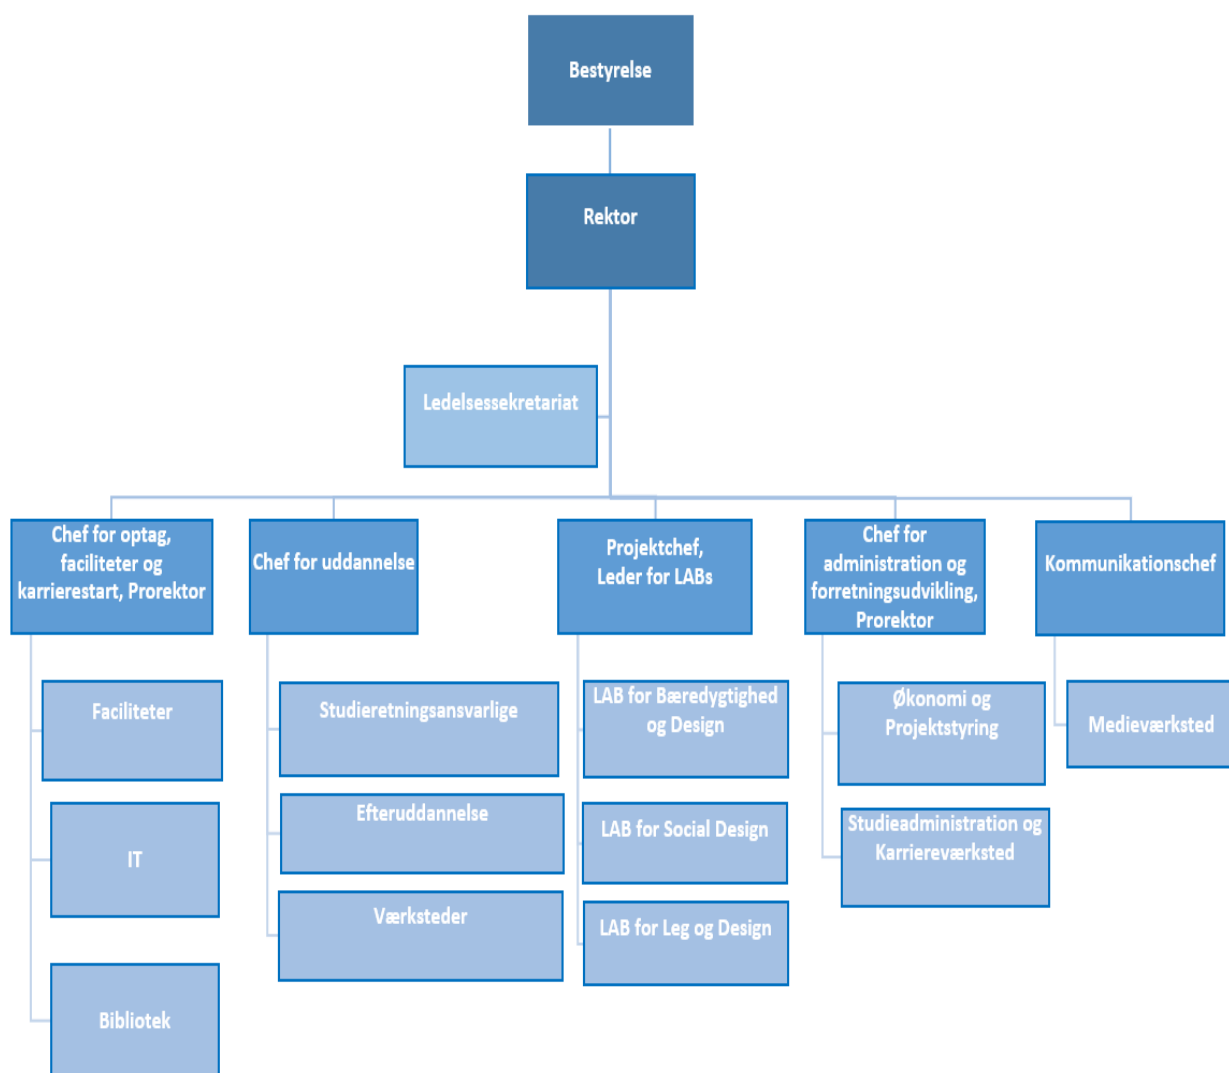 Bestyrelse
Rektor
Ledelsessekretariat
Chef for optag,
faciliteter og
karrierestart, Prorektor
Chef for uddannelse
Projektchef,
Leder for LABs
Chef for
administration og
forretningsudvikling,
Prorektor
Kommunikationschef
Faciliteter
IT
Bibliotek
Studieretningsansvarlige
Efteruddannelse
Værksteder
LAB for Bæredygtighed
og Design
LAB for Social Design
LAB for Leg og Design
Økonomi og
Projektstyring
Studieadministration og
Karriereværksted
Medieværksted